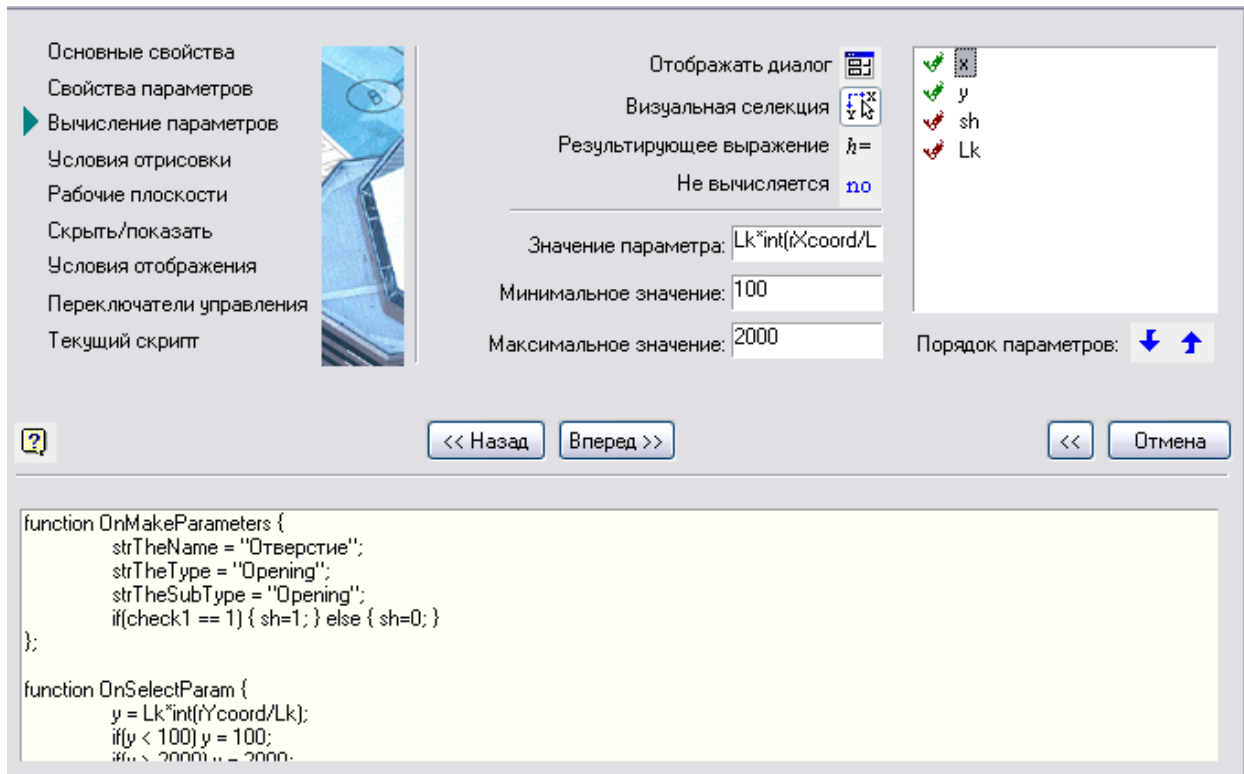 Основные свойства
Свойства параметров
Вычисление параметров
Условия отрисовки
Рабочие плоскости
Скрыть/показать
Условия отображения
Переключатели управления
Текущий скрипт
Отображать диалог
Визуальная селекция
Результирующее выражение h=
Не вычисляется no
Значение параметра: Lk*int(rXcoord/L
Минимальное значение: 100
Максимальное значение: 2000
x
y
sh
Lk
Порядок параметров:
<< Назад
Вперед >>
<<
Отмена
function OnMakeParameters {
strTheName = "Отверстие";
strTheType = "Opening";
strTheSubType = "Opening";
if(check1 == 1) { sh=1; } else { sh=0; }
};
function OnSelectParam {
y = Lk*int(rYcoord/Lk);
if(y < 100) y = 100;
if(y > 2000) y = 2000;